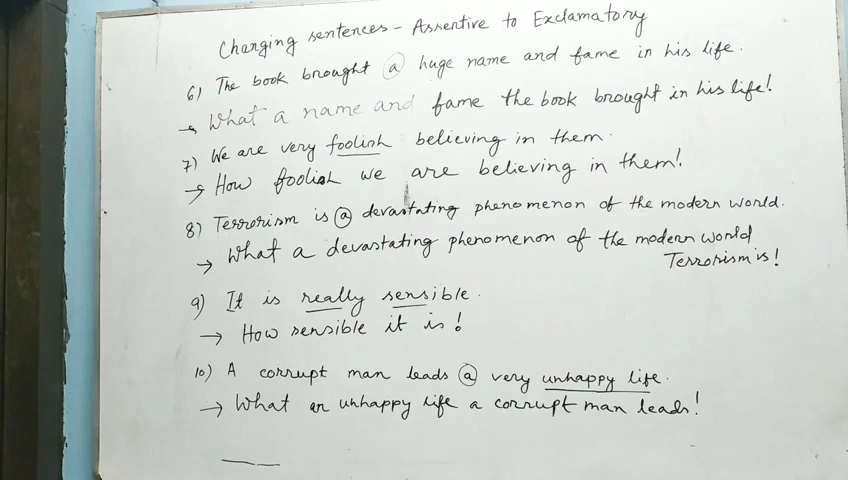 Changing sentences - Assertive to Exclamatory
6) The book brought a huge name and fame in his life.
→ What a name and fame the book brought in his life!
7) We are very foolish believing in them.
→ How foolish we are believing in them!
8) Terrorism is a devastating phenomenon of the modern world.
→ What a devastating phenomenon of the modern world
Terrorism is!
9) It is really sensible.
→ How sensible it is!
10) A corrupt man leads a very unhappy life.
→ What an unhappy life a corrupt man leads!